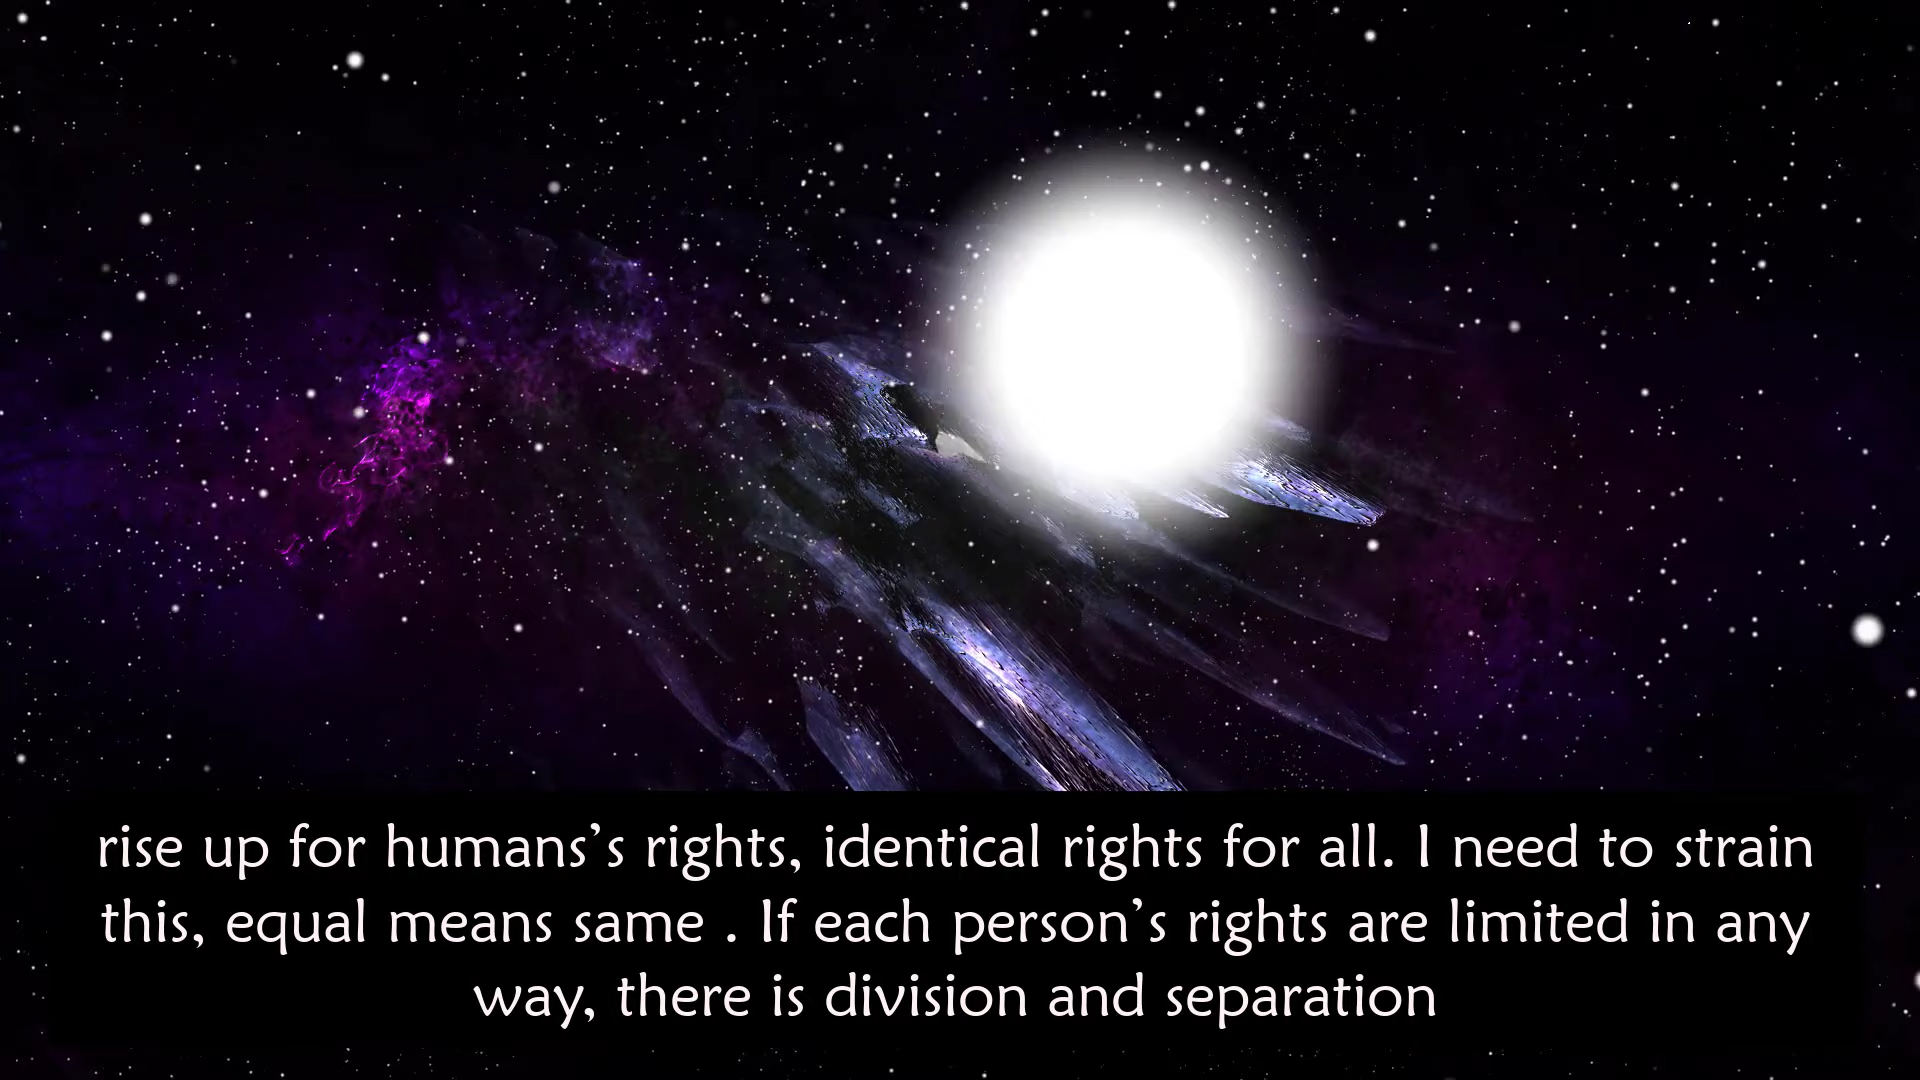 rise up for humans’s rights, identical rights for all. I need to strain
this, equal means same . If each person’s rights are limited in any
way, there is division and separation